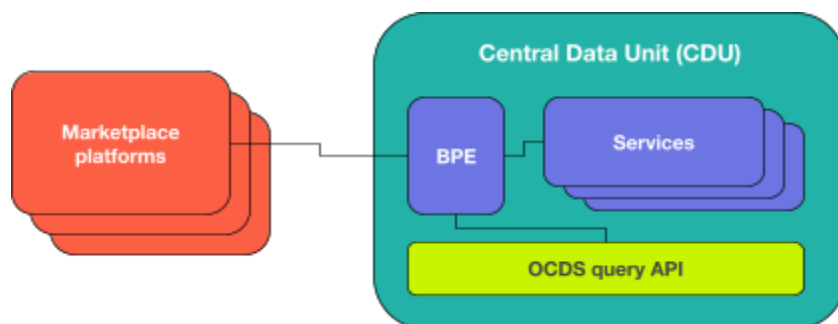 Central Data Unit (CDU)
Marketplace
platforms
BPE
Services
OCDS query API